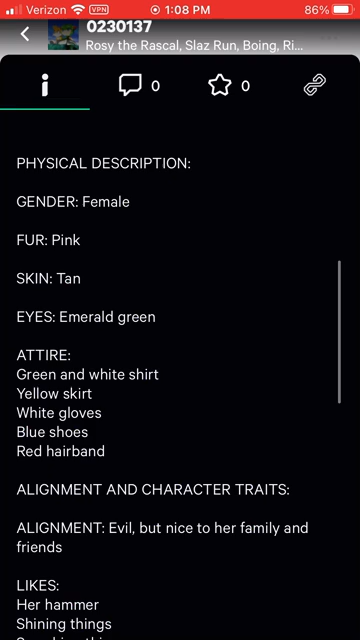 Verizon VPN 1:08 PM 86%
0230137
Rosy the Rascal, Slaz Run, Boing, Ri...
0 0
PHYSICAL DESCRIPTION:
GENDER: Female
FUR: Pink
SKIN: Tan
EYES: Emerald green
ATTIRE:
Green and white shirt
Yellow skirt
White gloves
Blue shoes
Red hairband
ALIGNMENT AND CHARACTER TRAITS:
ALIGNMENT: Evil, but nice to her family and
friends
LIKES:
Her hammer
Shining things